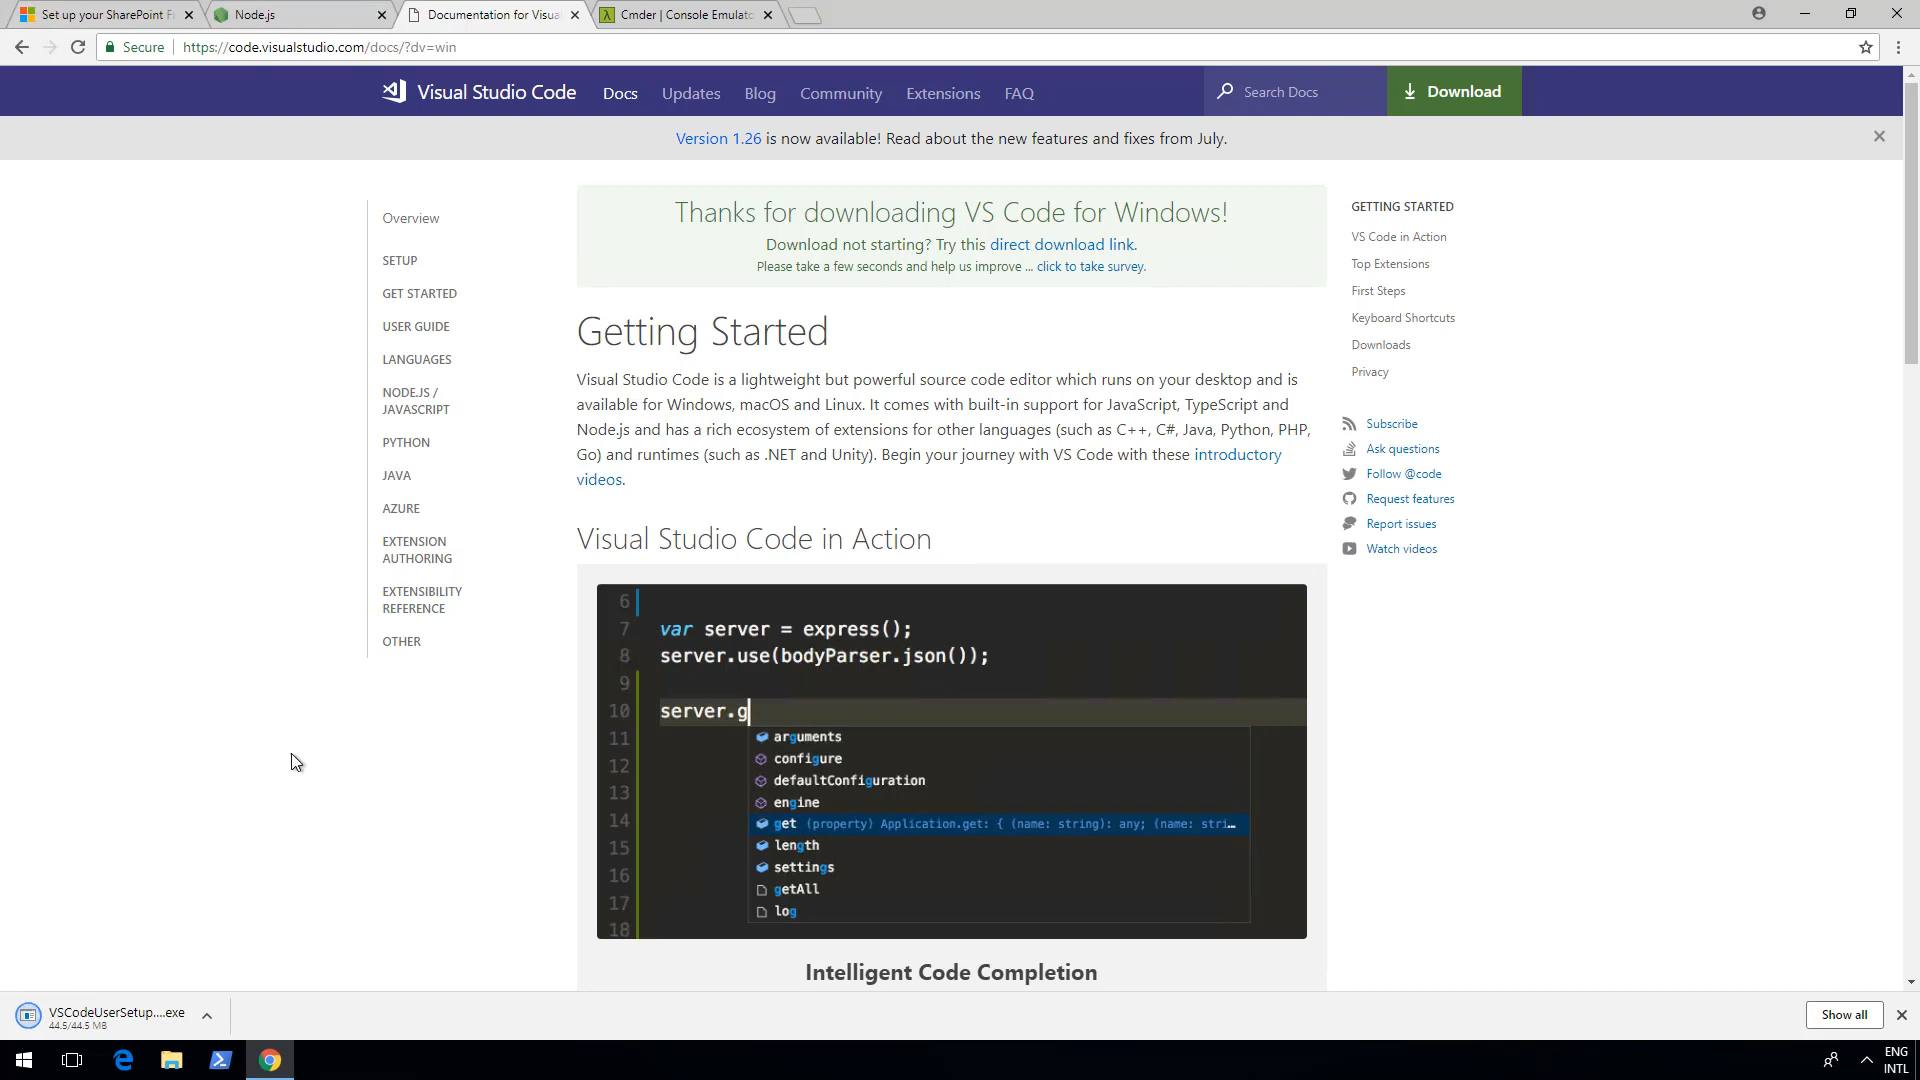 Set up your SharePoint F
Node.js
Documentation for Visua
Cmder | Console Emulato
Secure
https://code.visualstudio.com/docs/?dv=win
Visual Studio Code
Docs
Updates
Blog
Community
Extensions
FAQ
Search Docs
Download
Version 1.26 is now available! Read about the new features and fixes from July.
Overview
SETUP
GET STARTED
USER GUIDE
LANGUAGES
NODE.JS /
JAVASCRIPT
PYTHON
JAVA
AZURE
EXTENSION
AUTHORING
EXTENSIBILITY
REFERENCE
OTHER
Thanks for downloading VS Code for Windows!
Download not starting? Try this direct download link.
Please take a few seconds and help us improve ... click to take survey.
Getting Started
Visual Studio Code is a lightweight but powerful source code editor which runs on your desktop and is
available for Windows, macOS and Linux. It comes with built-in support for JavaScript, TypeScript and
Node.js and has a rich ecosystem of extensions for other languages (such as C++, C#, Java, Python, PHP,
Go) and runtimes (such as .NET and Unity). Begin your journey with VS Code with these introductory
videos.
Visual Studio Code in Action
6
7 var server = express();
8 server.use(bodyParser.json());
9
10 server.g
11 arguments
configure
12 defaultConfiguration
13 engine
14 get (property) Application.get: { (name: string): any; (name: stri…
15 length
16 settings
getAll
17 log
18
Intelligent Code Completion
GETTING STARTED
VS Code in Action
Top Extensions
First Steps
Keyboard Shortcuts
Downloads
Privacy
Subscribe
Ask questions
Follow @code
Request features
Report issues
Watch videos
VSCodeUserSetup....exe
44.5/44.5 MB
Show all
ENG
INTL